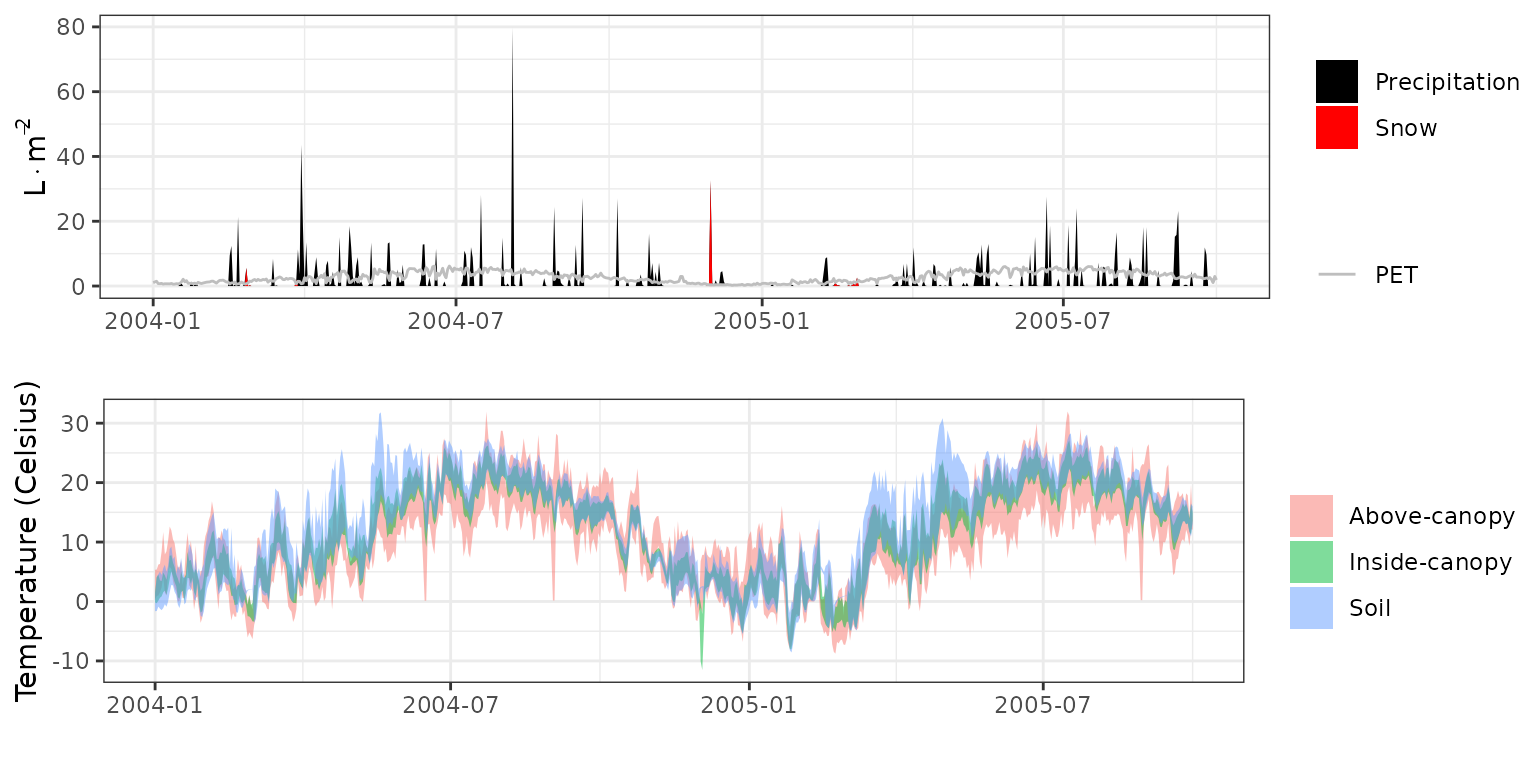 80
60
40
20
0
L · m⁻²
2004-01
2004-07
2005-01
2005-07
Precipitation
Snow
PET
30
20
10
0
-10
Temperature (Celsius)
2004-01
2004-07
2005-01
2005-07
Above-canopy
Inside-canopy
Soil